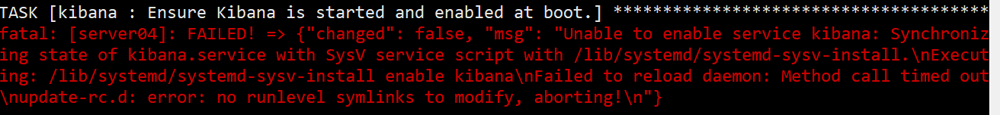 TASK [kibana : Ensure Kibana is started and enabled at boot.] **************************************
fatal: [server04]: FAILED! => {"changed": false, "msg": "Unable to enable service kibana: Synchroniz
ing state of kibana.service with SysV service script with /lib/systemd/systemd-sysv-install.\nExecut
ing: /lib/systemd/systemd-sysv-install enable kibana\nFailed to reload daemon: Method call timed out
\nupdate-rc.d: error: no runlevel symlinks to modify, aborting!\n"}